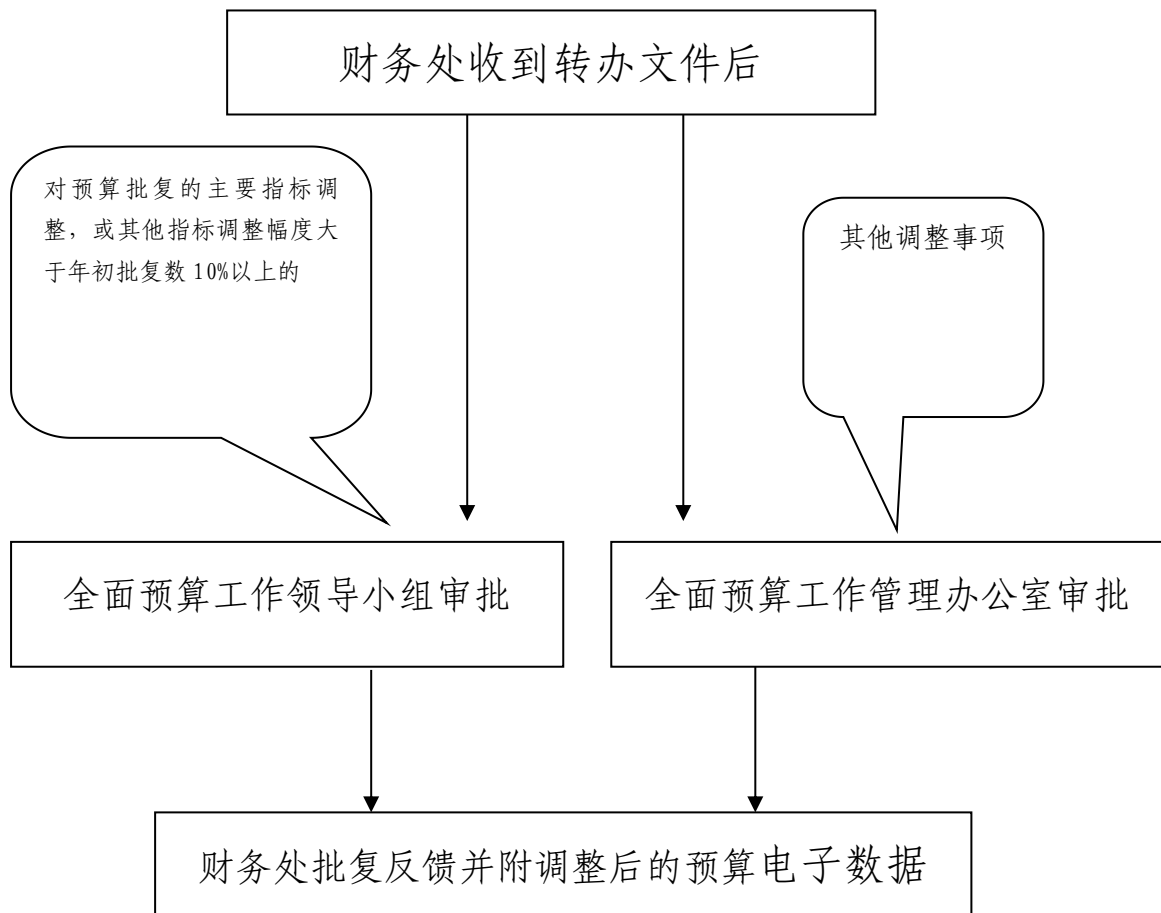 财务处收到转办文件后
对预算批复的主要指标调
整，或其他指标调整幅度大
于年初批复数 10%以上的
其他调整事项
全面预算工作领导小组审批
全面预算工作管理办公室审批
财务处批复反馈并附调整后的预算电子数据